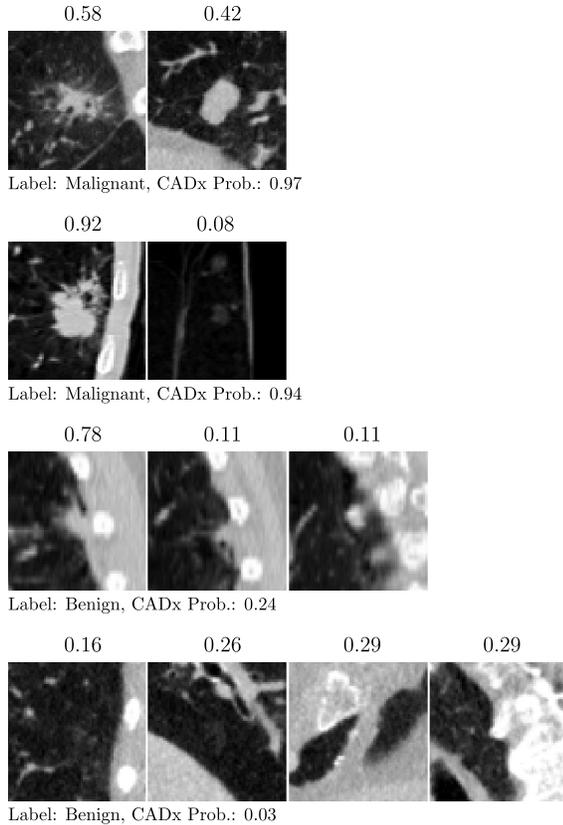 0.58 0.42
Label: Malignant, CADx Prob.: 0.97
0.92 0.08
Label: Malignant, CADx Prob.: 0.94
0.78 0.11 0.11
Label: Benign, CADx Prob.: 0.24
0.16 0.26 0.29 0.29
Label: Benign, CADx Prob.: 0.03